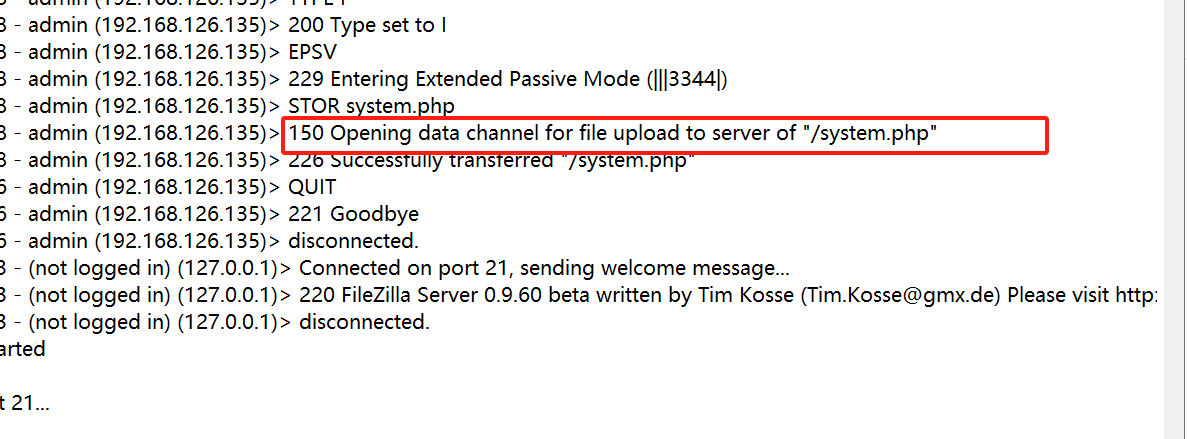 3 - admin (192.168.126.135)> TYPE I
3 - admin (192.168.126.135)> 200 Type set to I
3 - admin (192.168.126.135)> EPSV
3 - admin (192.168.126.135)> 229 Entering Extended Passive Mode (|||3344|)
3 - admin (192.168.126.135)> STOR system.php
3 - admin (192.168.126.135)> 150 Opening data channel for file upload to server of "/system.php"
3 - admin (192.168.126.135)> 226 Successfully transferred "/system.php"
6 - admin (192.168.126.135)> QUIT
6 - admin (192.168.126.135)> 221 Goodbye
6 - admin (192.168.126.135)> disconnected.
3 - (not logged in) (127.0.0.1)> Connected on port 21, sending welcome message...
3 - (not logged in) (127.0.0.1)> 220 FileZilla Server 0.9.60 beta written by Tim Kosse (Tim.Kosse@gmx.de) Please visit http:
3 - (not logged in) (127.0.0.1)> disconnected.
arted
t 21...